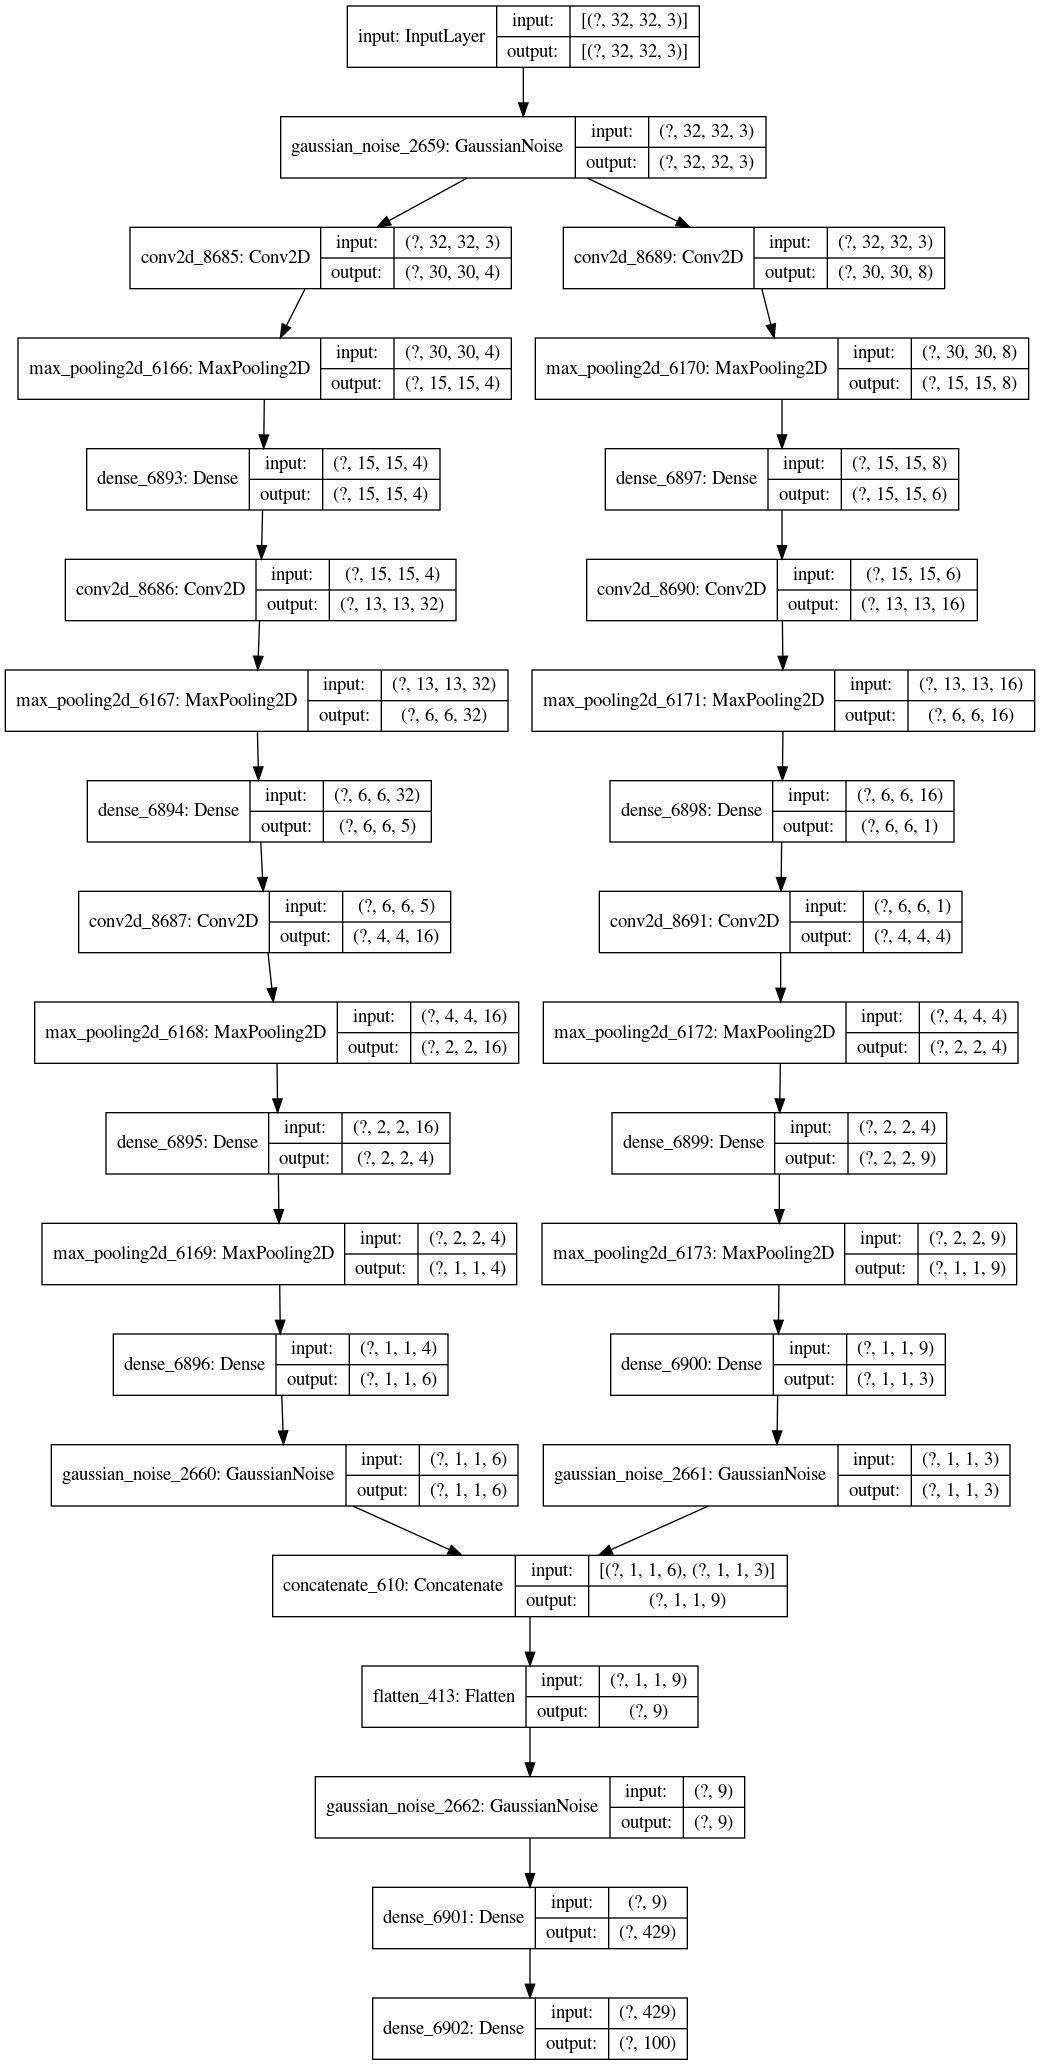 input: InputLayer
input:
[(?, 32, 32, 3)]
output:
[(?, 32, 32, 3)]
gaussian_noise_2659: GaussianNoise
input:
(?, 32, 32, 3)
output:
(?, 32, 32, 3)
conv2d_8685: Conv2D
input:
(?, 32, 32, 3)
output:
(?, 30, 30, 4)
conv2d_8689: Conv2D
input:
(?, 32, 32, 3)
output:
(?, 30, 30, 8)
max_pooling2d_6166: MaxPooling2D
input:
(?, 30, 30, 4)
output:
(?, 15, 15, 4)
max_pooling2d_6170: MaxPooling2D
input:
(?, 30, 30, 8)
output:
(?, 15, 15, 8)
dense_6893: Dense
input:
(?, 15, 15, 4)
output:
(?, 15, 15, 4)
dense_6897: Dense
input:
(?, 15, 15, 8)
output:
(?, 15, 15, 6)
conv2d_8686: Conv2D
input:
(?, 15, 15, 4)
output:
(?, 13, 13, 32)
conv2d_8690: Conv2D
input:
(?, 15, 15, 6)
output:
(?, 13, 13, 16)
max_pooling2d_6167: MaxPooling2D
input:
(?, 13, 13, 32)
output:
(?, 6, 6, 32)
max_pooling2d_6171: MaxPooling2D
input:
(?, 13, 13, 16)
output:
(?, 6, 6, 16)
dense_6894: Dense
input:
(?, 6, 6, 32)
output:
(?, 6, 6, 5)
dense_6898: Dense
input:
(?, 6, 6, 16)
output:
(?, 6, 6, 1)
conv2d_8687: Conv2D
input:
(?, 6, 6, 5)
output:
(?, 4, 4, 16)
conv2d_8691: Conv2D
input:
(?, 6, 6, 1)
output:
(?, 4, 4, 4)
max_pooling2d_6168: MaxPooling2D
input:
(?, 4, 4, 16)
output:
(?, 2, 2, 16)
max_pooling2d_6172: MaxPooling2D
input:
(?, 4, 4, 4)
output:
(?, 2, 2, 4)
dense_6895: Dense
input:
(?, 2, 2, 16)
output:
(?, 2, 2, 4)
dense_6899: Dense
input:
(?, 2, 2, 4)
output:
(?, 2, 2, 9)
max_pooling2d_6169: MaxPooling2D
input:
(?, 2, 2, 4)
output:
(?, 1, 1, 4)
max_pooling2d_6173: MaxPooling2D
input:
(?, 2, 2, 9)
output:
(?, 1, 1, 9)
dense_6896: Dense
input:
(?, 1, 1, 4)
output:
(?, 1, 1, 6)
dense_6900: Dense
input:
(?, 1, 1, 9)
output:
(?, 1, 1, 3)
gaussian_noise_2660: GaussianNoise
input:
(?, 1, 1, 6)
output:
(?, 1, 1, 6)
gaussian_noise_2661: GaussianNoise
input:
(?, 1, 1, 3)
output:
(?, 1, 1, 3)
concatenate_610: Concatenate
input:
[(?, 1, 1, 6), (?, 1, 1, 3)]
output:
(?, 1, 1, 9)
flatten_413: Flatten
input:
(?, 1, 1, 9)
output:
(?, 9)
gaussian_noise_2662: GaussianNoise
input:
(?, 9)
output:
(?, 9)
dense_6901: Dense
input:
(?, 9)
output:
(?, 429)
dense_6902: Dense
input:
(?, 429)
output:
(?, 100)